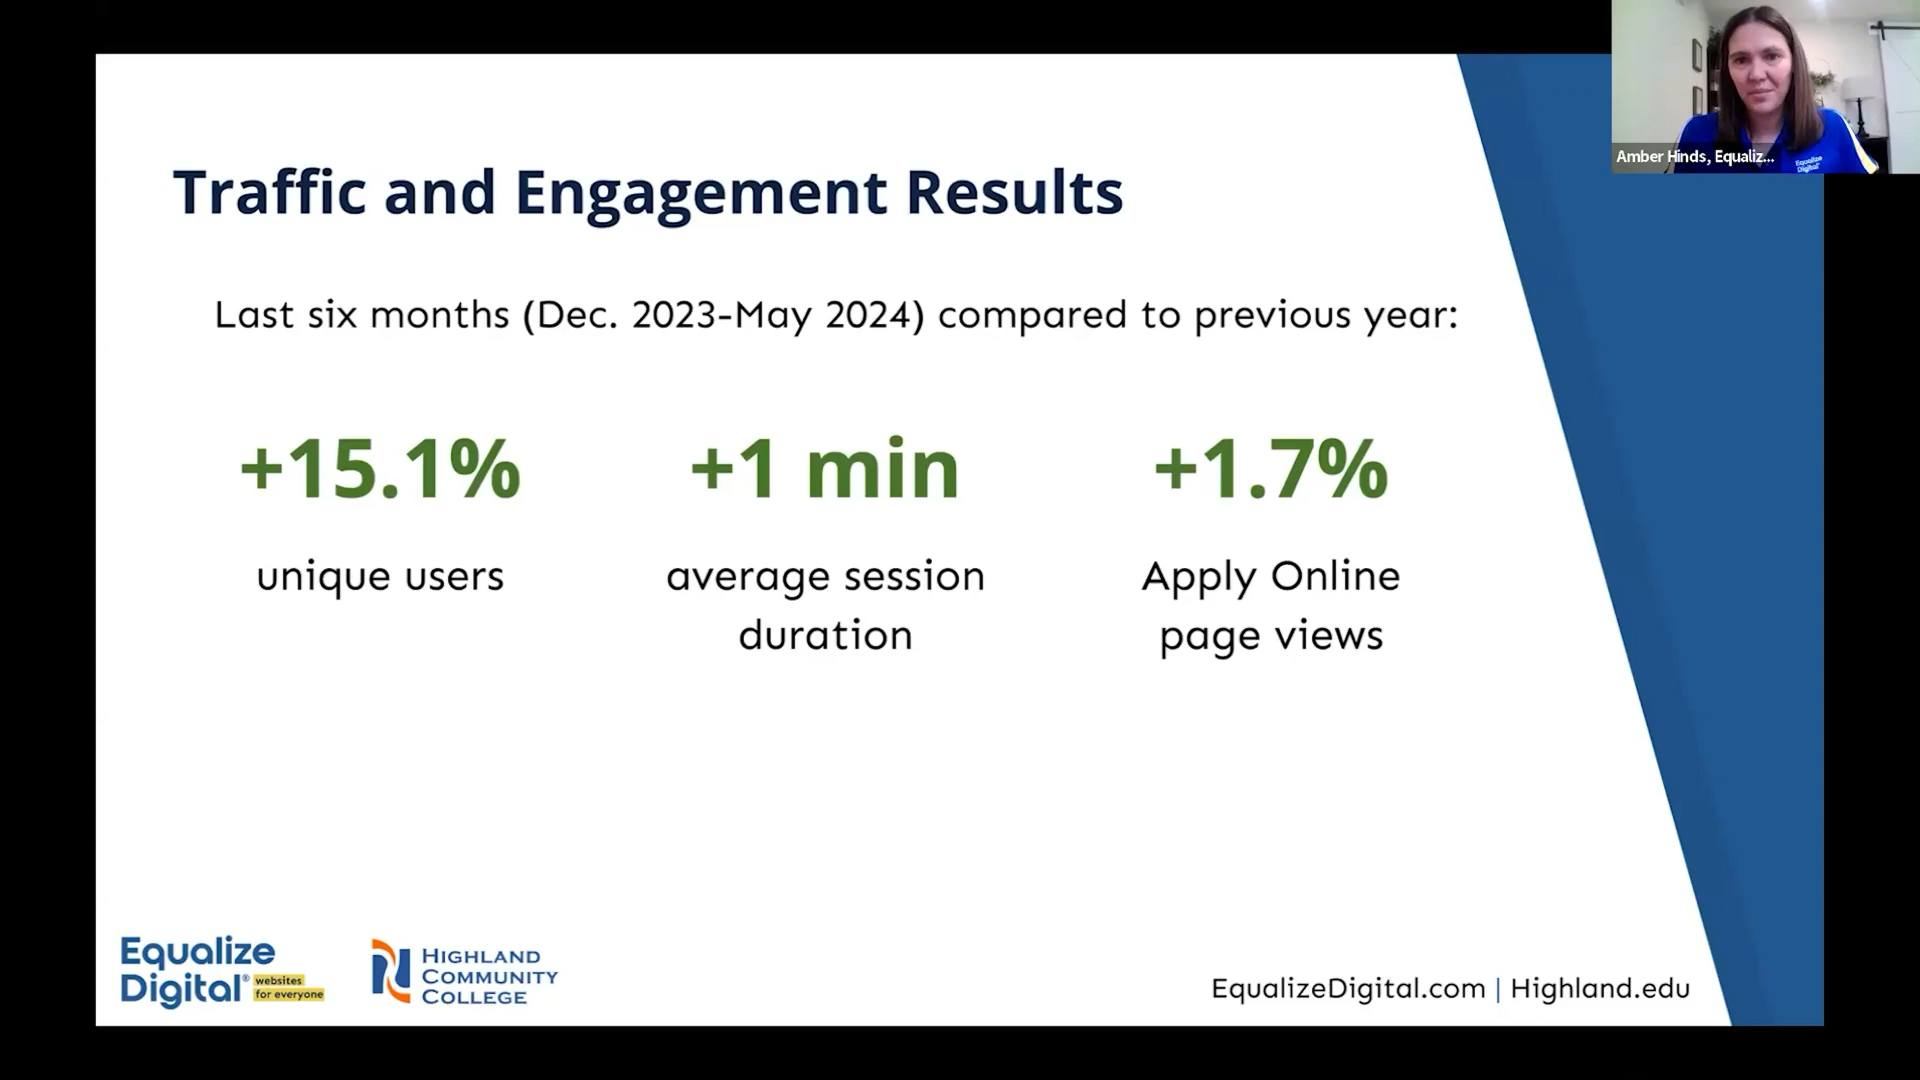 Amber Hinds, Equaliz...
Equalize
Digital
Traffic and Engagement Results
Last six months (Dec. 2023-May 2024) compared to previous year:
+15.1%
unique users
+1 min
average session
duration
+1.7%
Apply Online
page views
Equalize
Digital®
websites
for everyone
HIGHLAND
COMMUNITY
COLLEGE
EqualizeDigital.com | Highland.edu